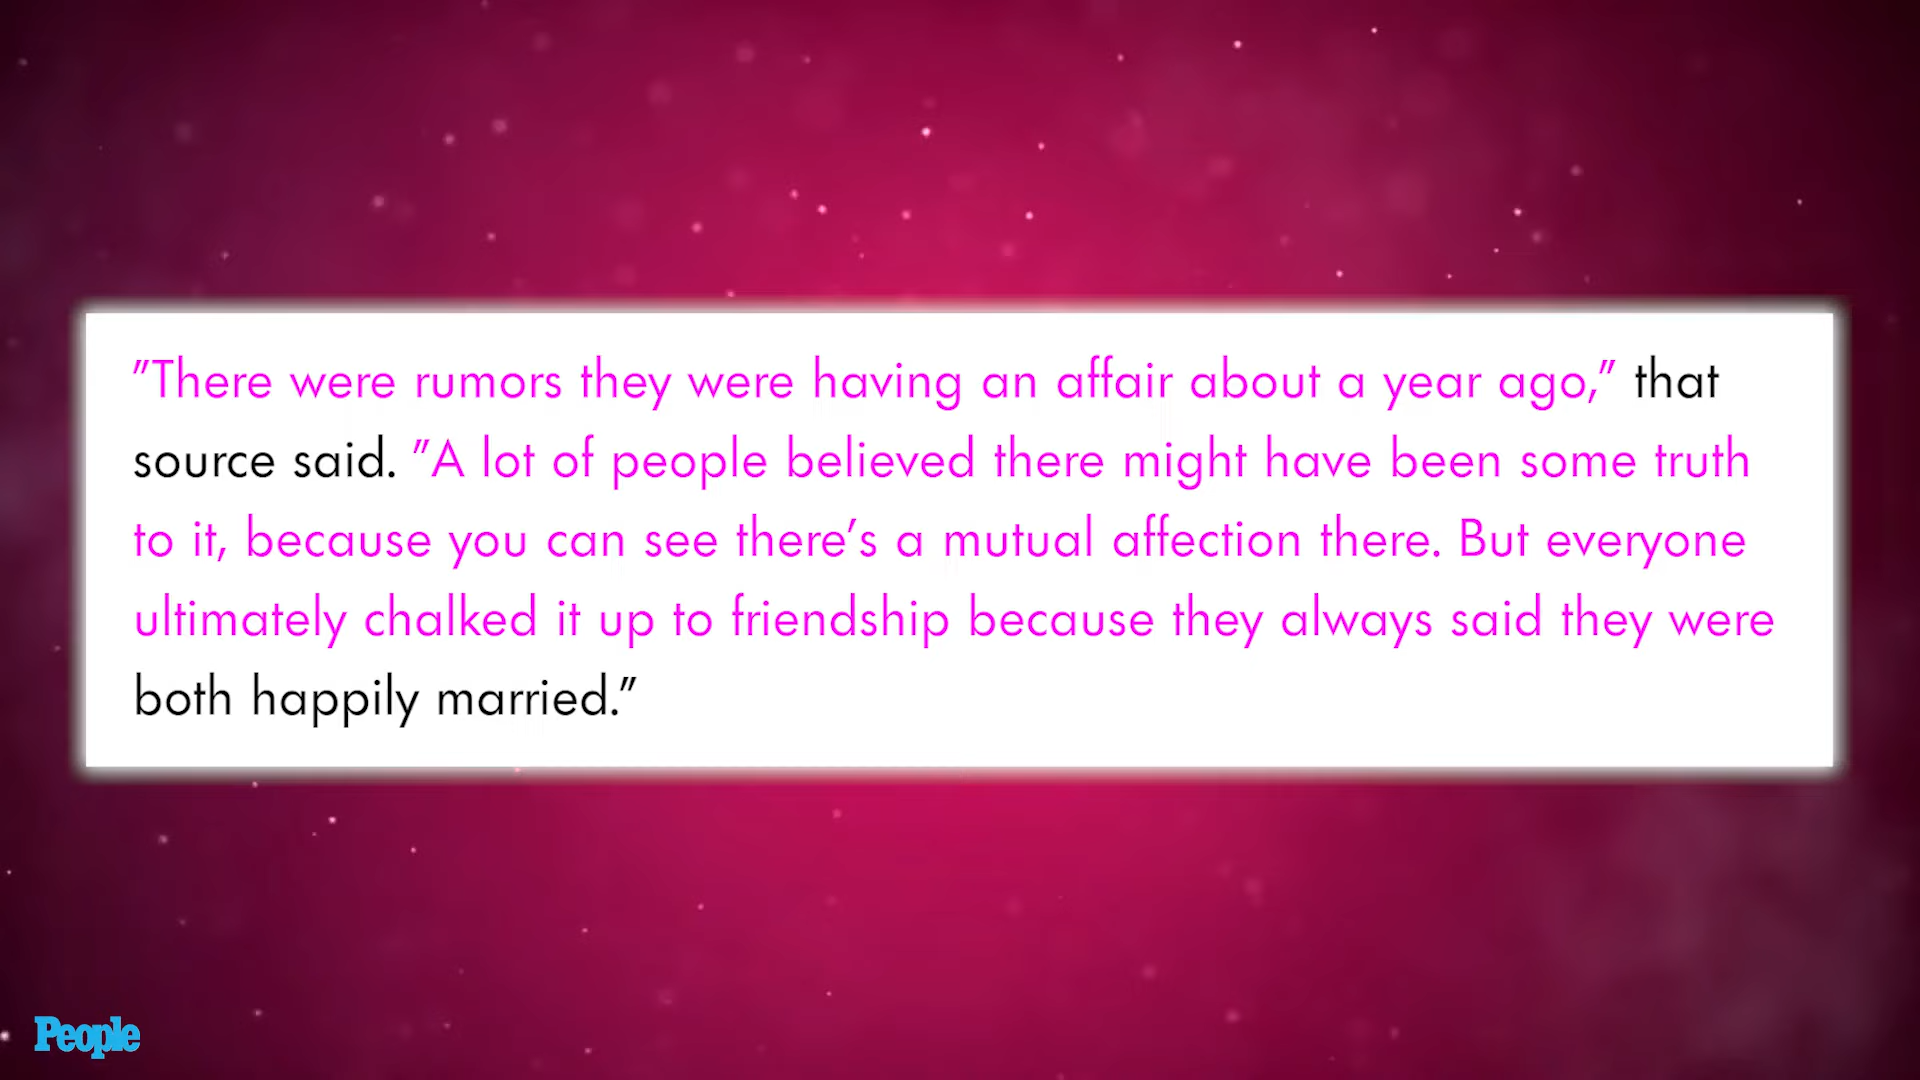 ”There were rumors they were having an affair about a year ago,” that
source said. ”A lot of people believed there might have been some truth
to it, because you can see there’s a mutual affection there. But everyone
ultimately chalked it up to friendship because they always said they were
both happily married.”
People